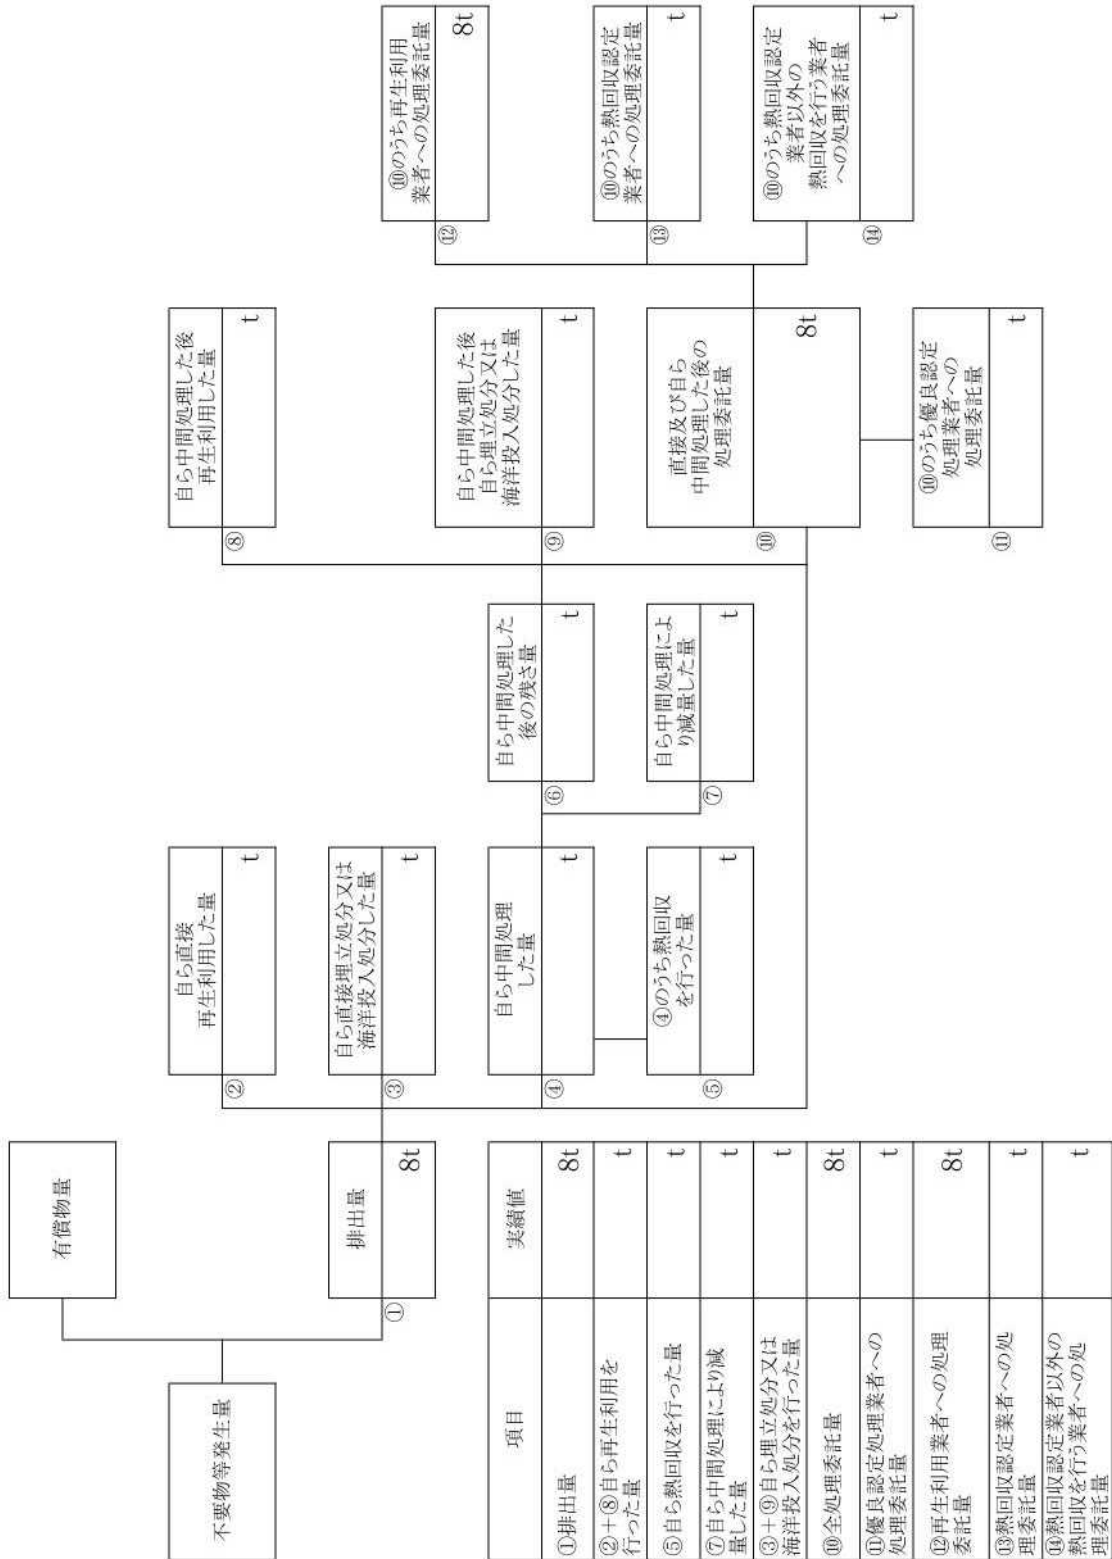 不要物等発生量
有償物量
排出量
①
8t
自ら直接
再生利用した量
②
t
自ら直接埋立処分又は
海洋投入処分した量
③
t
自ら中間処理
した量
④
t
④のうち熱回収
を行った量
⑤
t
自ら中間処理した
後の残さ量
⑥
t
自ら中間処理によ
り減量した量
⑦
t
自ら中間処理した後
再生利用した量
⑧
t
自ら中間処理した後
自ら埋立処分又は
海洋投入処分した量
⑨
t
直接及び自ら
中間処理した後の
処理委託量
⑩
8t
⑩のうち優良認定
処理業者への
処理委託量
⑪
t
⑩のうち再生利用
業者への処理委託量
⑫
8t
⑩のうち熱回収認定
業者への処理委託量
⑬
t
⑩のうち熱回収認定
業者以外の
熱回収を行う業者
への処理委託量
⑭
t
項目
実績値
①排出量
8t
②+⑧自ら再生利用を
行った量
t
⑤自ら熱回収を行った量
t
⑦自ら中間処理により減
量した量
t
③+⑨自ら埋立処分又は
海洋投入処分を行った量
t
⑩全処理委託量
8t
⑪優良認定処理業者への
処理委託量
t
⑫再生利用業者への処理
委託量
8t
⑬熱回収認定業者への処
理委託量
t
⑭熱回収認定業者以外の
熱回収を行う業者への処
理委託量
t